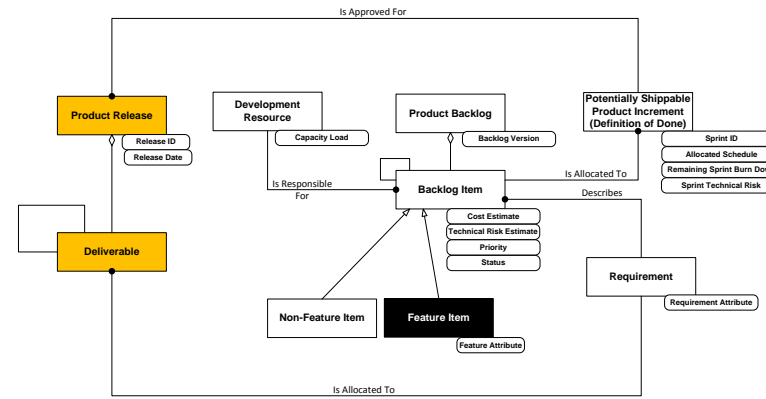 Is Approved For
Product Release
Release ID
Release Date
Development
Resource
Capacity Load
Product Backlog
Backlog Version
Potentially Shippable
Product Increment
(Definition of Done)
Sprint ID
Allocated Schedule
Remaining Sprint Burn Dow
Sprint Technical Risk
Is Responsible
For
Backlog Item
Is Allocated To
Describes
Cost Estimate
Technical Risk Estimate
Priority
Status
Deliverable
Requirement
Requirement Attribute
Non-Feature Item
Feature Item
Feature Attribute
Is Allocated To